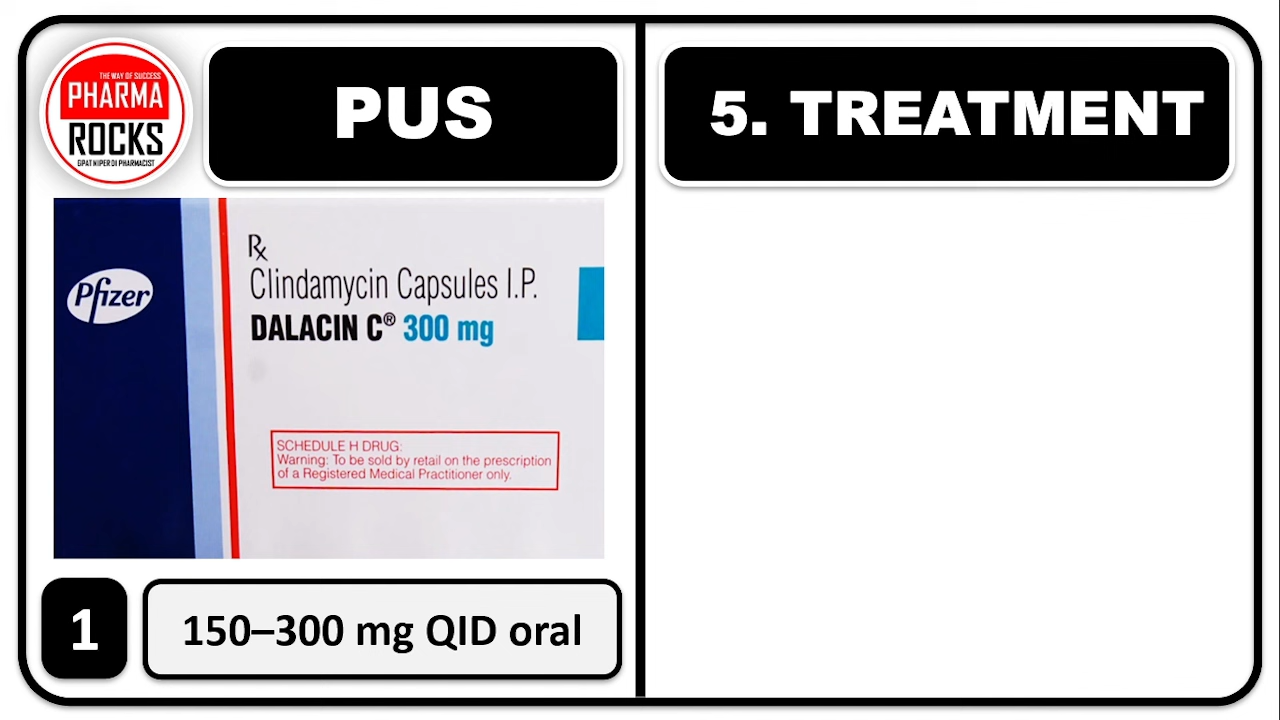 THE WAY OF SUCCESS
PHARMA
ROCKS
GPAT NIPER DI PHARMACIST
PUS
5. TREATMENT
Pfizer
Rx
Clindamycin Capsules I.P.
DALACIN C® 300 mg
SCHEDULE H DRUG:
Warning: To be sold by retail on the prescription
of a Registered Medical Practitioner only.
1
150–300 mg QID oral